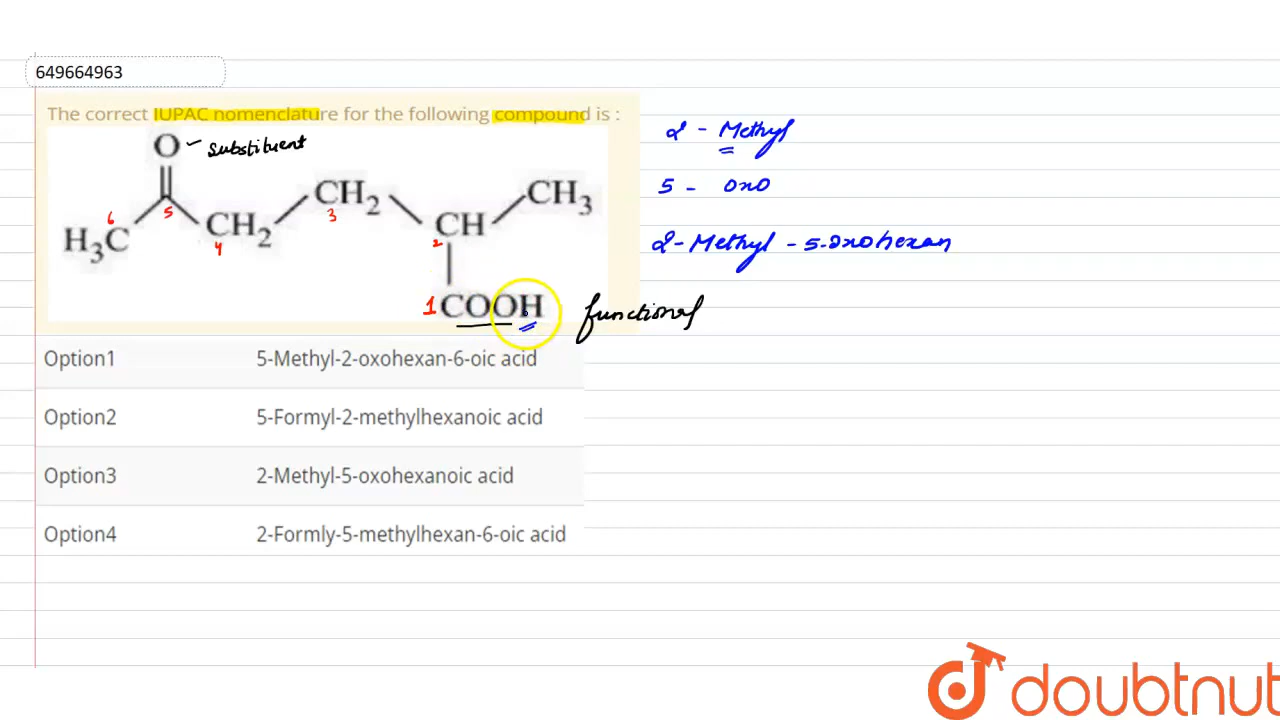 649664963
The correct IUPAC nomenclature for the following compound is :
O - substituent
H3C 6 5 CH2 4 CH2 3 CH 2 CH3
1 COOH functional
2 - Methyl
5 - oxo
2-Methyl - 5-oxohexan
Option1 5-Methyl-2-oxohexan-6-oic acid
Option2 5-Formyl-2-methylhexanoic acid
Option3 2-Methyl-5-oxohexanoic acid
Option4 2-Formly-5-methylhexan-6-oic acid
doubtnut